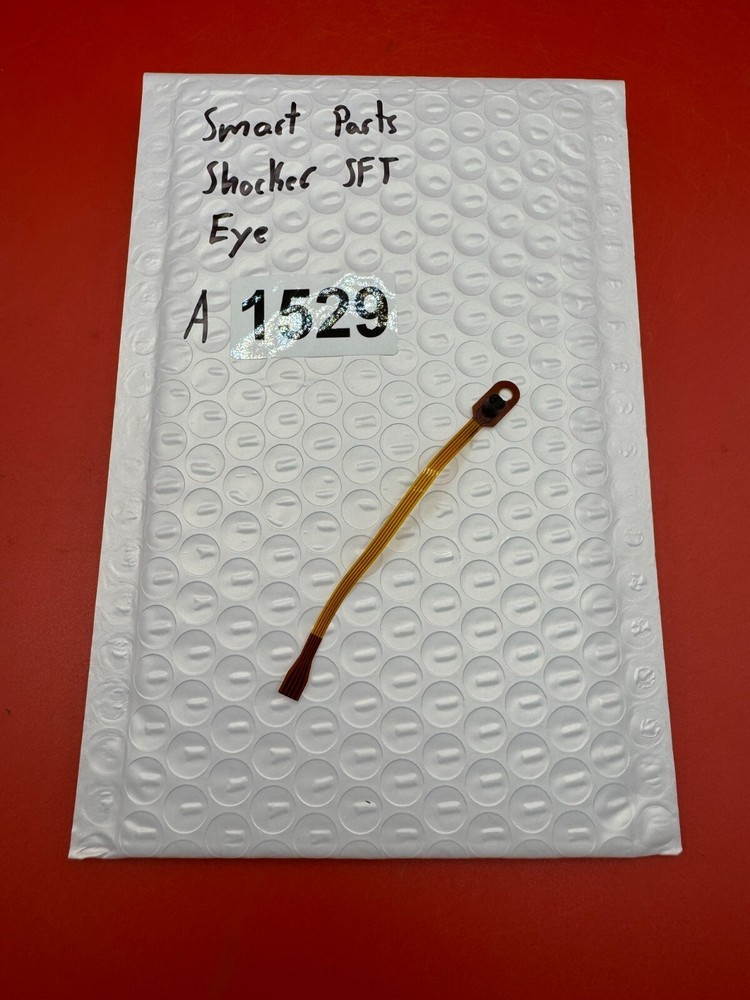 Smart Parts
Shocker SFT
Eye
A 1529